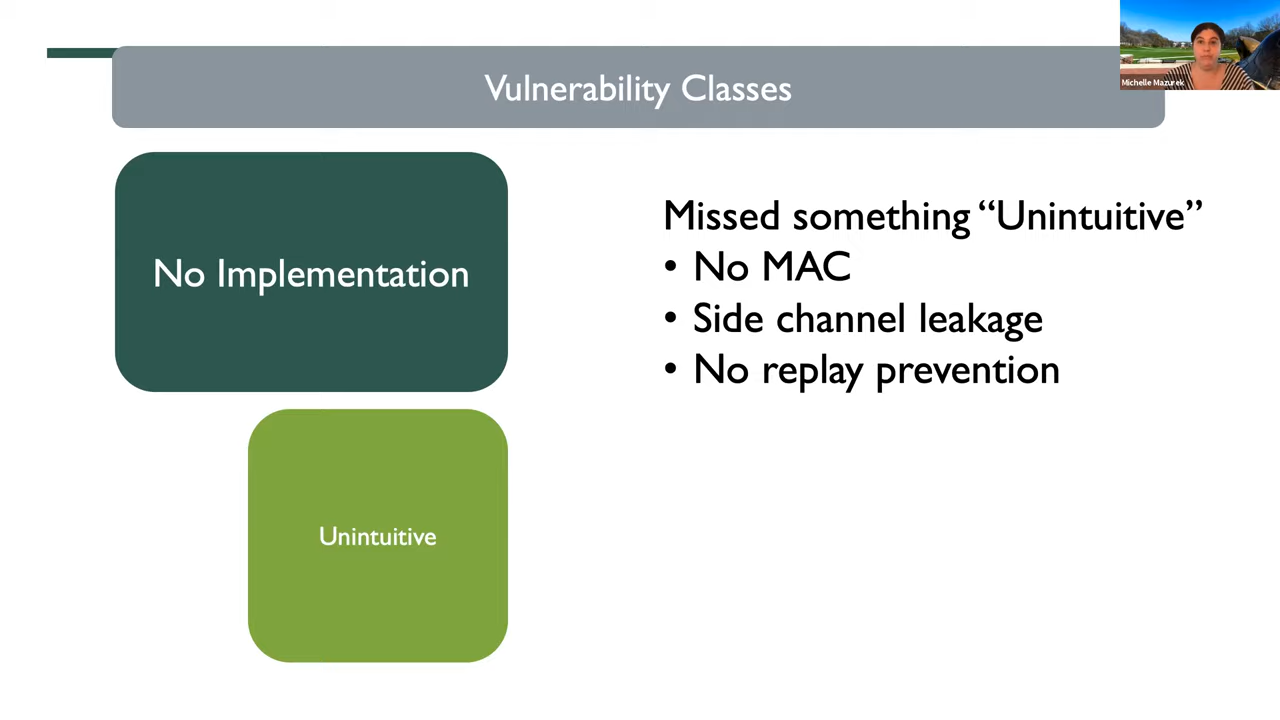 Vulnerability Classes
Michelle Mazurek
No Implementation
Missed something “Unintuitive”
• No MAC
• Side channel leakage
• No replay prevention
Unintuitive